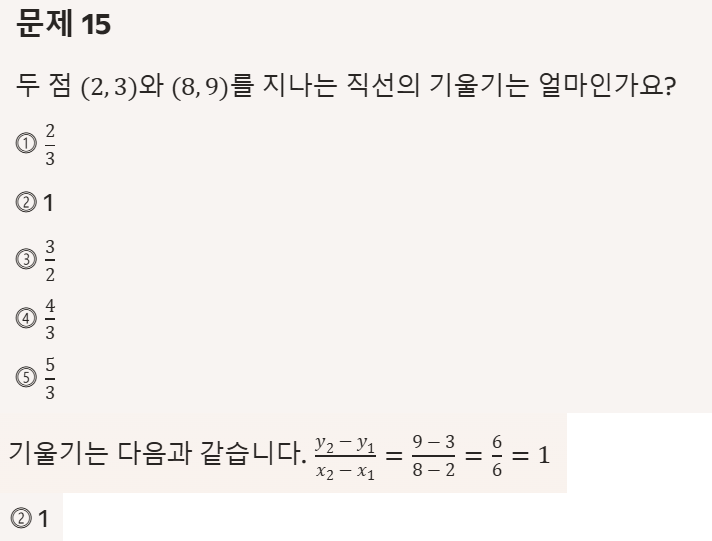 문제 15
두 점 (2, 3)와 (8, 9)를 지나는 직선의 기울기는 얼마인가요?
① 2/3
② 1
③ 3/2
④ 4/3
⑤ 5/3
기울기는 다음과 같습니다. (y₂ − y₁)/(x₂ − x₁) = (9 − 3)/(8 − 2) = 6/6 = 1
② 1